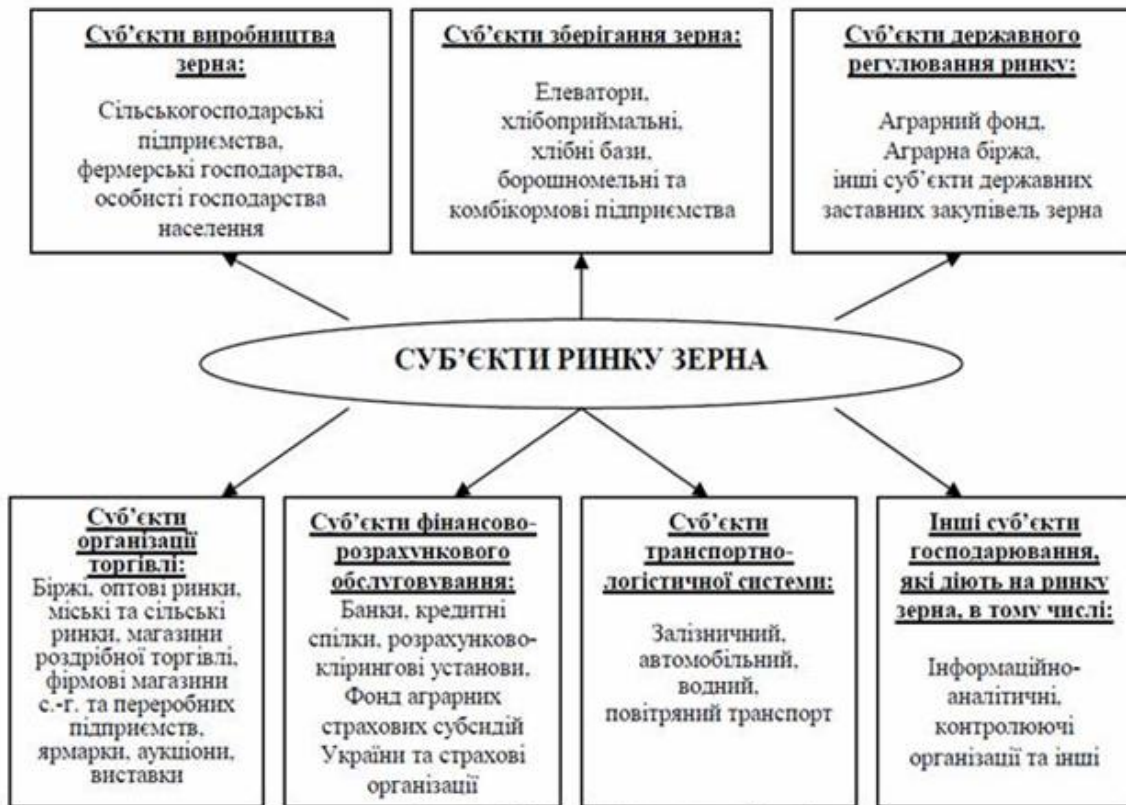 Суб’єкти виробництва
зерна:
Сільськогосподарські
підприємства,
фермерські господарства,
особисті господарства
населення
Суб’єкти зберігання зерна:
Елеватори,
хлібоприймальні,
хлібні бази,
борошномельні та
комбікормові підприємства
Суб’єкти державного
регулювання ринку:
Аграрний фонд,
Аграрна біржа,
інші суб’єкти державних
заставних закупівель зерна
СУБ’ЄКТИ РИНКУ ЗЕРНА
Суб’єкти
організації
торгівлі:
Біржі, оптові ринки,
міські та сільські
ринки, магазини
роздрібної торгівлі,
фірмові магазини
с.-г. та переробних
підприємств,
ярмарки, аукціони,
виставки
Суб’єкти фінансово-
розрахункового
обслуговування:
Банки, кредитні
спілки, розрахунково-
клірингові установи,
Фонд аграрних
страхових субсидій
України та страхові
організації
Суб’єкти
транспортно-
логістичної системи:
Залізничний,
автомобільний,
водний,
повітряний транспорт
Інші суб’єкти
господарювання,
які діють на ринку
зерна, в тому числі:
Інформаційно-
аналітичні,
контролюючі
організації та інші